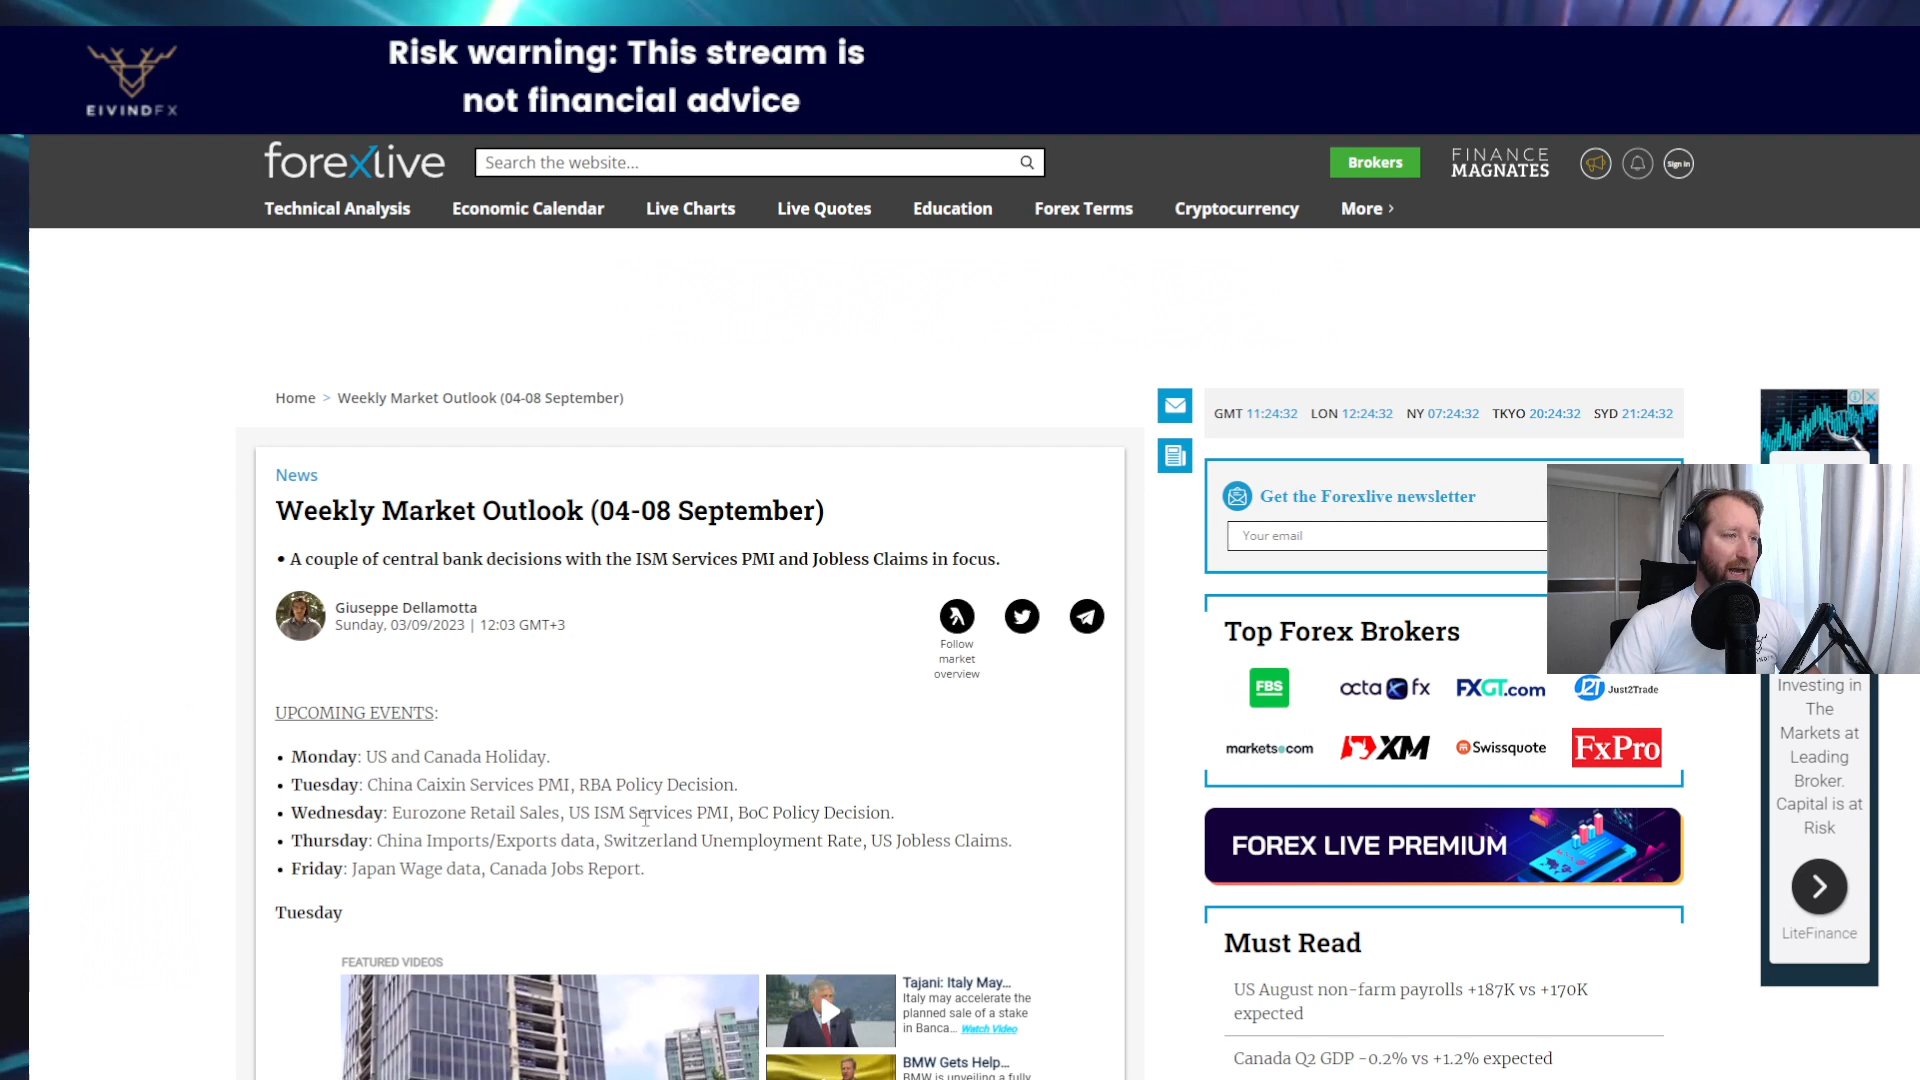 Risk warning: This stream is
not financial advice
EIVINDFX
forexlive
Search the website...
Brokers
FINANCE
MAGNATES
Sign in
Technical Analysis
Economic Calendar
Live Charts
Live Quotes
Education
Forex Terms
Cryptocurrency
More >
Home > Weekly Market Outlook (04-08 September)
GMT 11:24:32 LON 12:24:32 NY 07:24:32 TKYO 20:24:32 SYD 21:24:32
News
Weekly Market Outlook (04-08 September)
• A couple of central bank decisions with the ISM Services PMI and Jobless Claims in focus.
Giuseppe Dellamotta
Sunday, 03/09/2023 | 12:03 GMT+3
Follow
market
overview
UPCOMING EVENTS:
• Monday: US and Canada Holiday.
• Tuesday: China Caixin Services PMI, RBA Policy Decision.
• Wednesday: Eurozone Retail Sales, US ISM Services PMI, BoC Policy Decision.
• Thursday: China Imports/Exports data, Switzerland Unemployment Rate, US Jobless Claims.
• Friday: Japan Wage data, Canada Jobs Report.
Tuesday
FEATURED VIDEOS
Tajani: Italy May...
Italy may accelerate the
planned sale of a stake
in Banca... Watch Video
BMW Gets Help...
BMW is unveiling a fully
Get the Forexlive newsletter
Your email
Top Forex Brokers
FBS
octa fx
FXGT.com
J2T Just2Trade
markets.com
XM
Swissquote
FxPro
FOREX LIVE PREMIUM
Must Read
US August non-farm payrolls +187K vs +170K
expected
Canada Q2 GDP -0.2% vs +1.2% expected
Investing in
The
Markets at
Leading
Broker.
Capital is at
Risk
LiteFinance